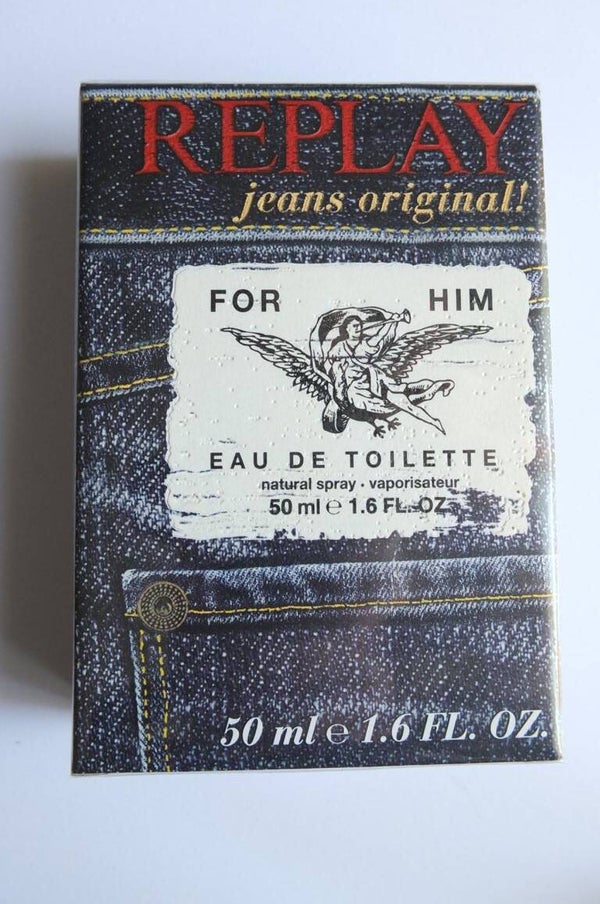 REPLAY
jeans original!
FOR HIM
EAU DE TOILETTE
natural spray · vaporisateur
50 ml ℮ 1.6 FL. OZ.
50 ml ℮ 1.6 FL. OZ.